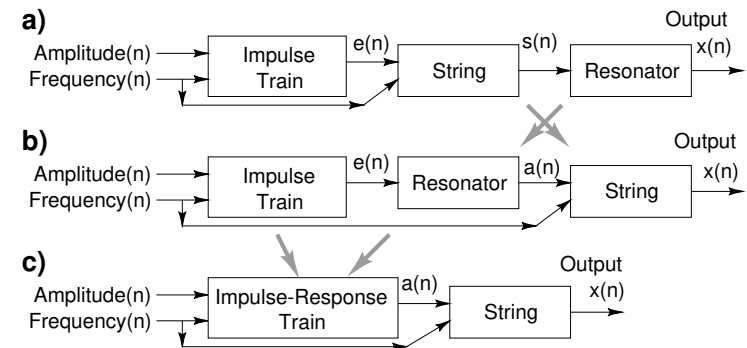 a)
Output
Amplitude(n)
Impulse
Train
e(n)
String
s(n)
Resonator
x(n)
Frequency(n)
b)
Output
Amplitude(n)
Impulse
Train
e(n)
Resonator
a(n)
String
x(n)
Frequency(n)
c)
Output
Amplitude(n)
Impulse-Response
Train
a(n)
String
x(n)
Frequency(n)